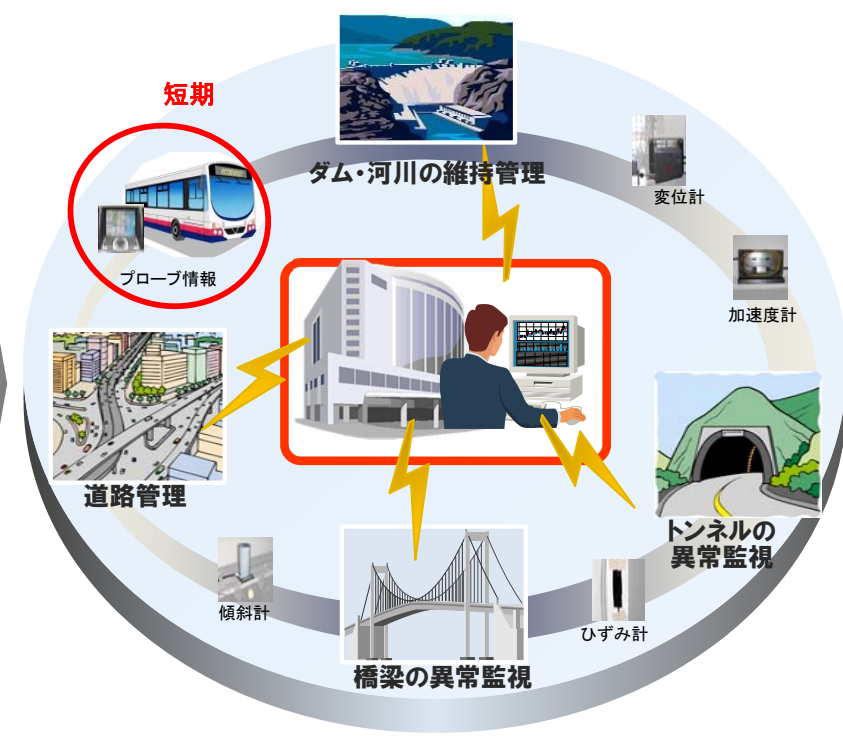 短期
ダム・河川の維持管理
変位計
プローブ情報
加速度計
道路管理
トンネルの
異常監視
傾斜計
ひずみ計
橋梁の異常監視